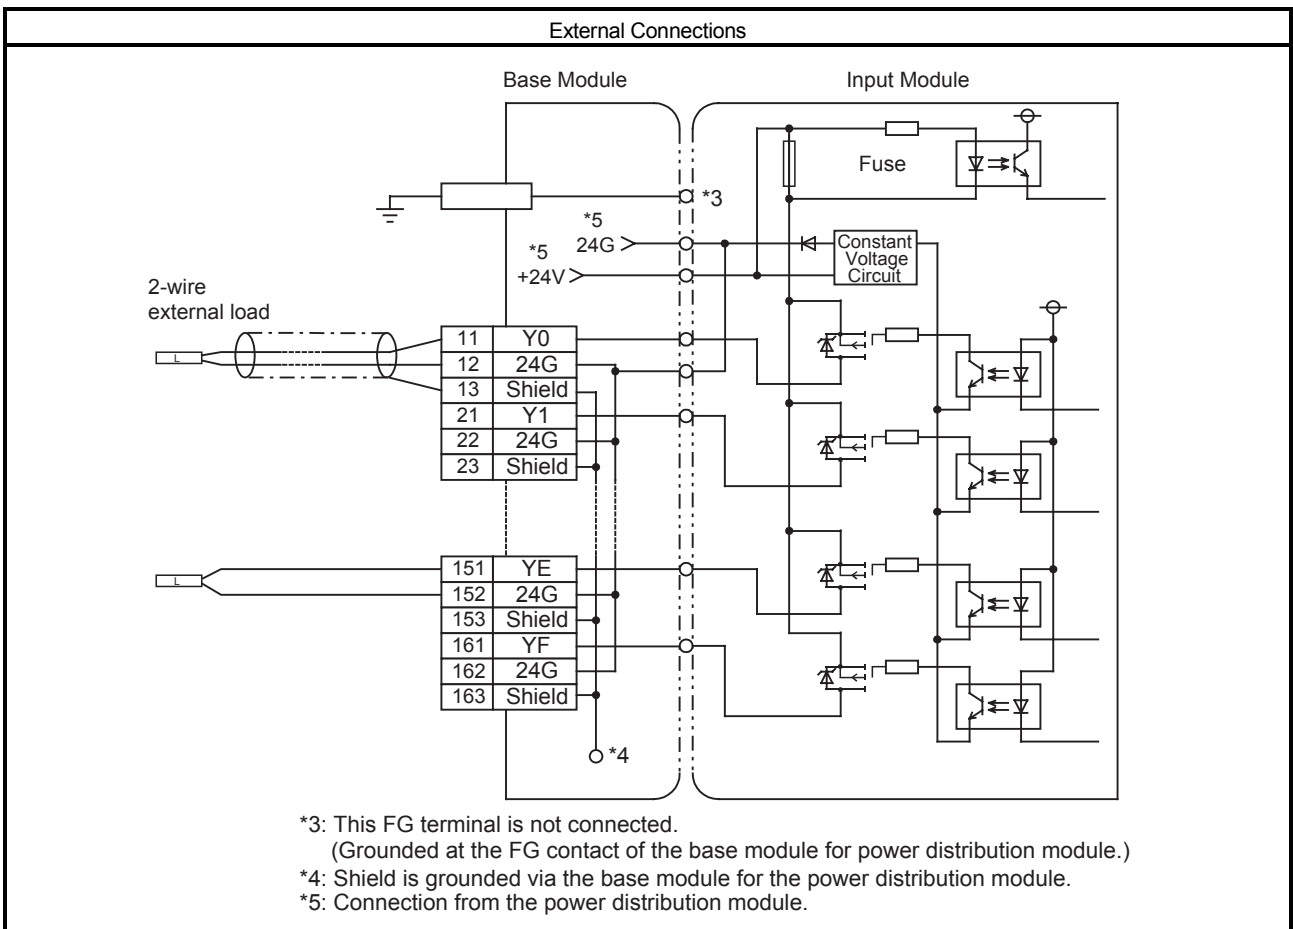 External Connections
Base Module
Input Module
Fuse
*3
*5
24G
*5
+24V
Constant
Voltage
Circuit
2-wire
external load
L
11 Y0
12 24G
13 Shield
21 Y1
22 24G
23 Shield
L
151 YE
152 24G
153 Shield
161 YF
162 24G
163 Shield
*4
*3: This FG terminal is not connected.
(Grounded at the FG contact of the base module for power distribution module.)
*4: Shield is grounded via the base module for the power distribution module.
*5: Connection from the power distribution module.